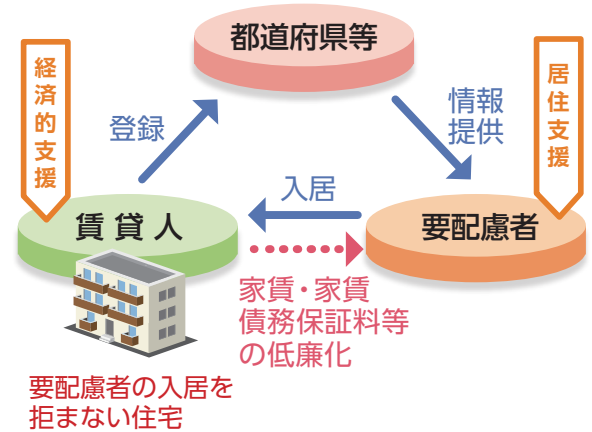 都道府県等
経済的支援
居住支援
登録
情報
提供
入居
賃貸人
要配慮者
家賃・家賃
債務保証料等
の低廉化
要配慮者の入居を
拒まない住宅